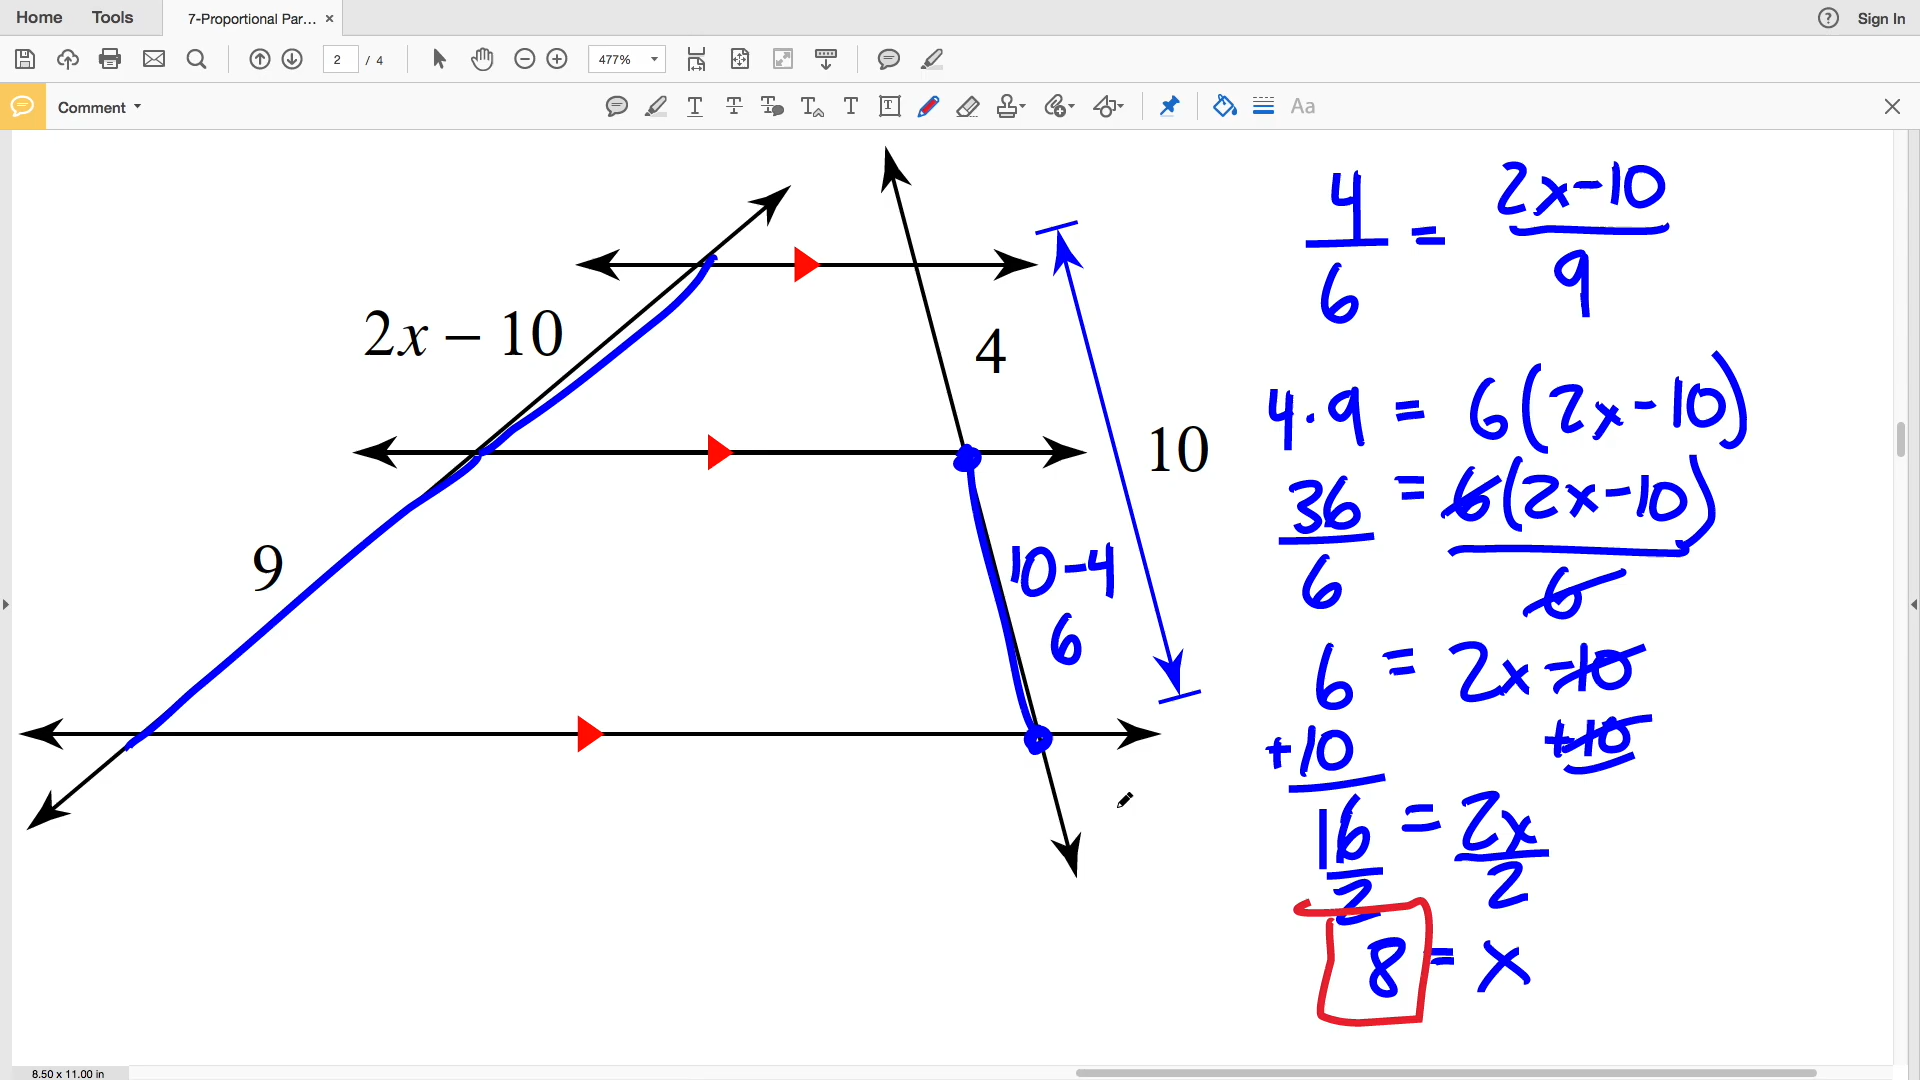 Home Tools 7-Proportional Par... × ? Sign In
2 / 4 477%
Comment T T T T T T Aa
2x − 10
4
10
9
10-4
6
4/6 = 2x-10/9
4·9 = 6(2x-10)
36/6 = 6(2x-10)/6
6 = 2x-10
+10 +10
16/2 = 2x/2
8 = x
8.50 x 11.00 in